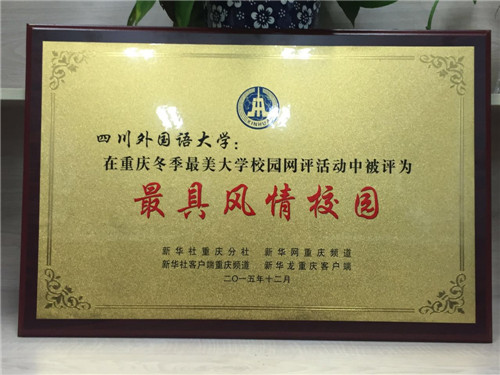 XINHUA
四川外国语大学：
在重庆冬季最美大学校园网评活动中被评为
最具风情校园
新华社重庆分社 新华网重庆频道
新华社客户端重庆频道 新华龙重庆客户端
二〇一五年十二月